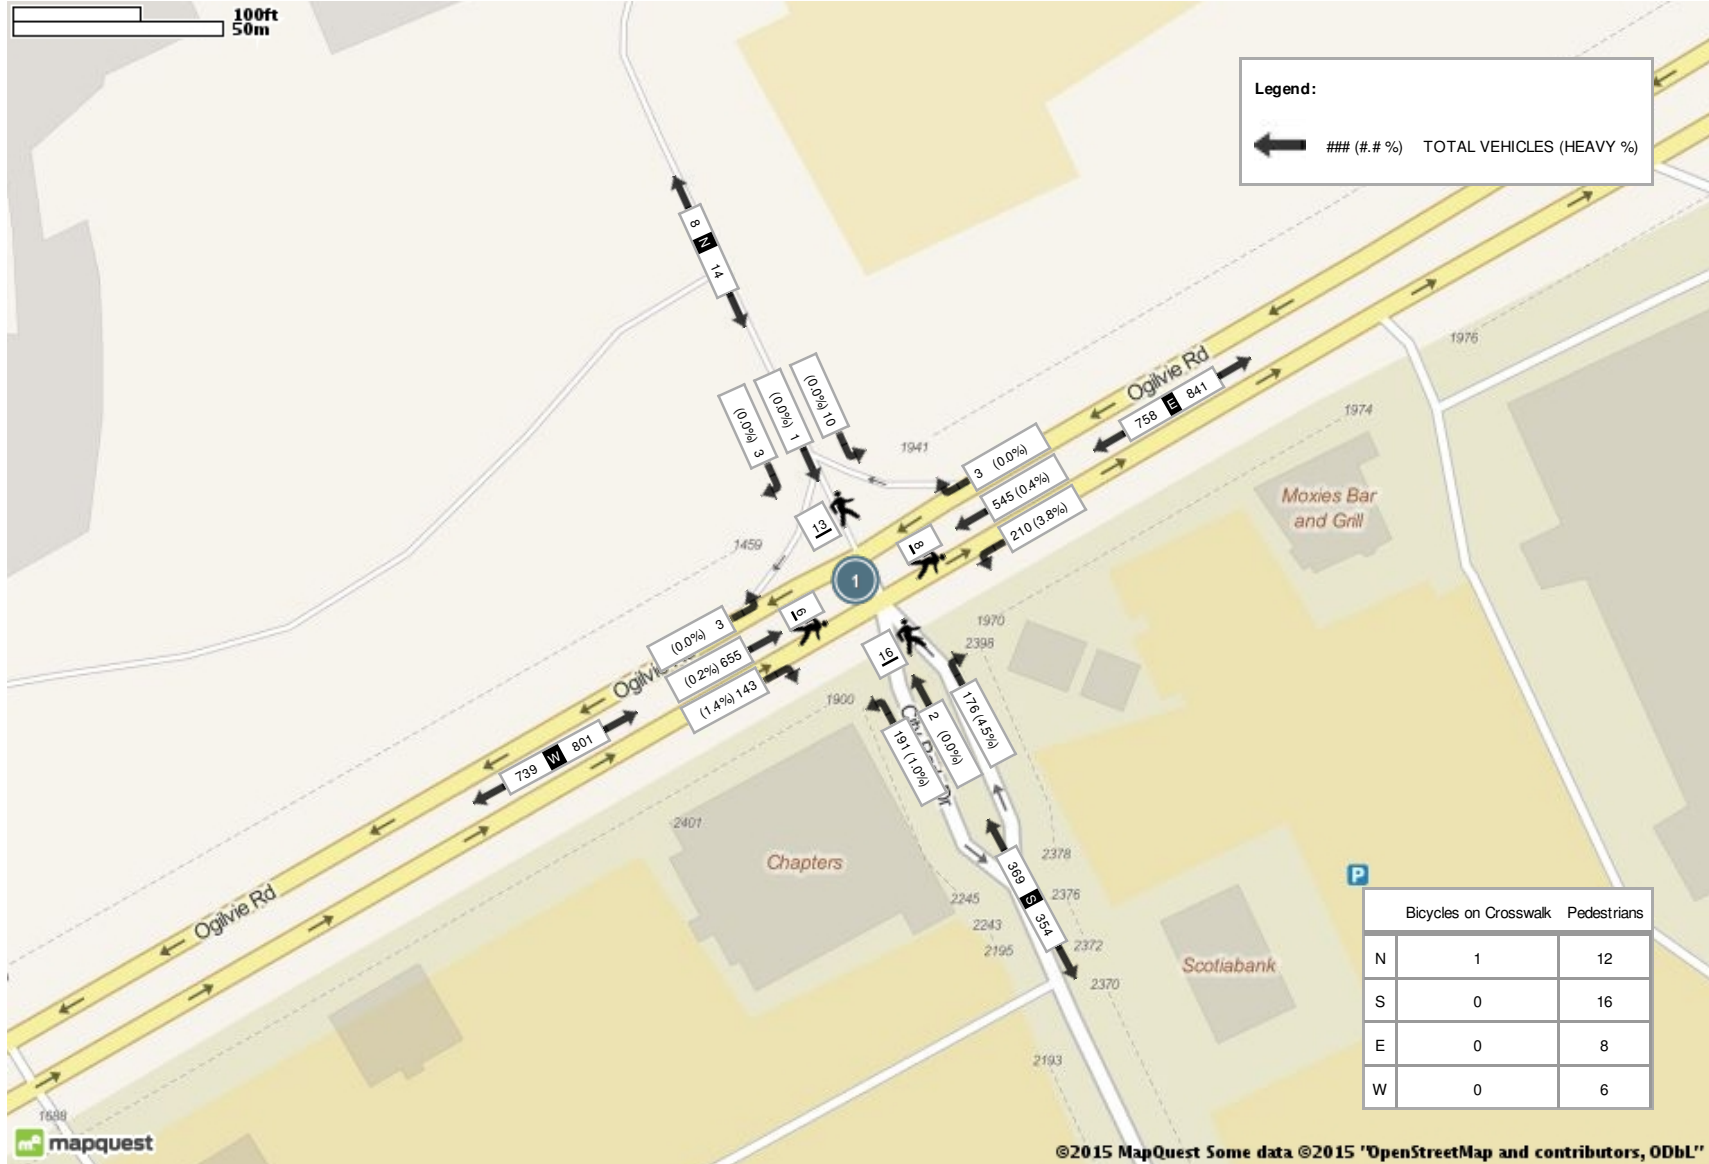 100ft
50m
Legend:
### (#.# %) TOTAL VEHICLES (HEAVY %)
8 N 14
(0.0%) 3
(0.0%) 1
(0.0%) 10
1941
1459
13
1
8
3 (0.0%)
545 (0.4%)
210 (3.8%)
Ogilvie Rd
758 E 841
1976
1974
Moxies Bar
and Grill
6
(0.0%) 3
(0.2%) 655
(1.4%) 143
739 W 801
16
1970
2398
1900
191 (1.0%)
2 (0.0%)
176 (4.5%)
369 S 354
2401
Chapters
2378
2376
2372
2370
2245
2243
2195
2193
Scotiabank
P
Ogilvie Rd
1688
Bicycles on Crosswalk Pedestrians
N 1 12
S 0 16
E 0 8
W 0 6
mapquest
©2015 MapQuest Some data ©2015 "OpenStreetMap and contributors, ODbL"